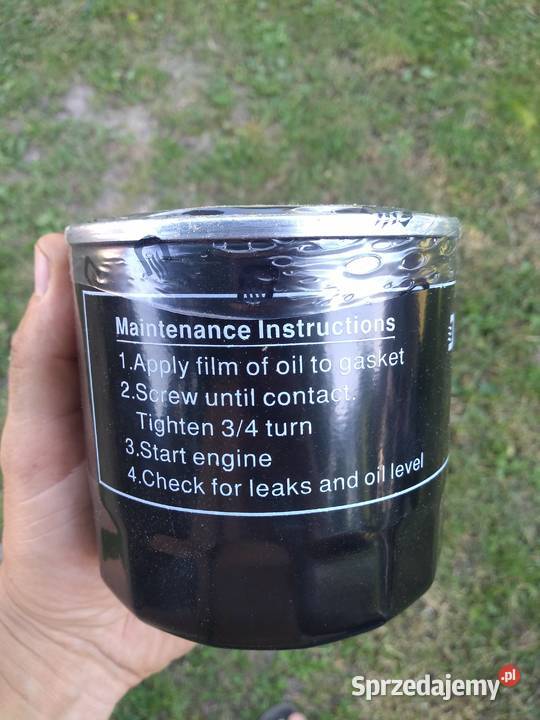 Maintenance Instructions
1.Apply film of oil to gasket
2.Screw until contact.
Tighten 3/4 turn
3.Start engine
4.Check for leaks and oil level
Sprzedajemy.pl